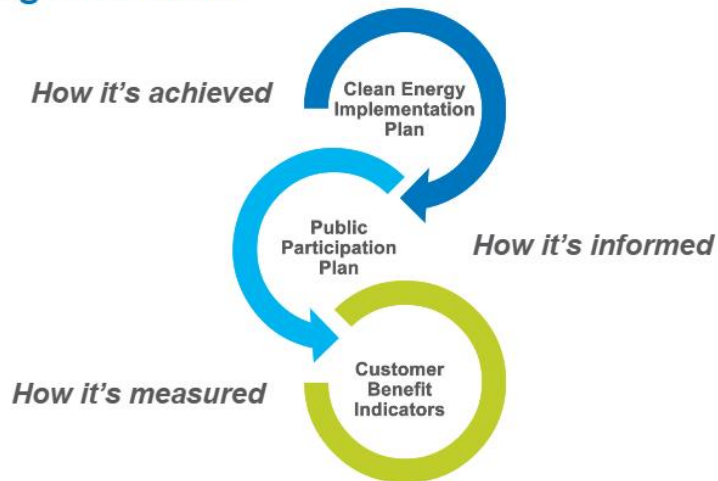 How it's achieved
Clean Energy
Implementation
Plan
Public
Participation
Plan
How it's informed
Customer
Benefit
Indicators
How it's measured